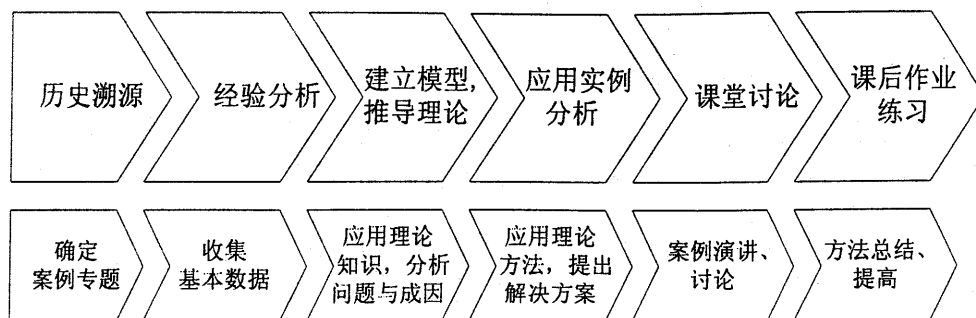 历史溯源
经验分析
建立模型,
推导理论
应用实例
分析
课堂讨论
课后作业
练习
确定
案例专题
收集
基本数据
应用理论
知识，分析
问题与成因
应用理论
方法，提出
解决方案
案例演讲、
讨论
方法总结、
提高